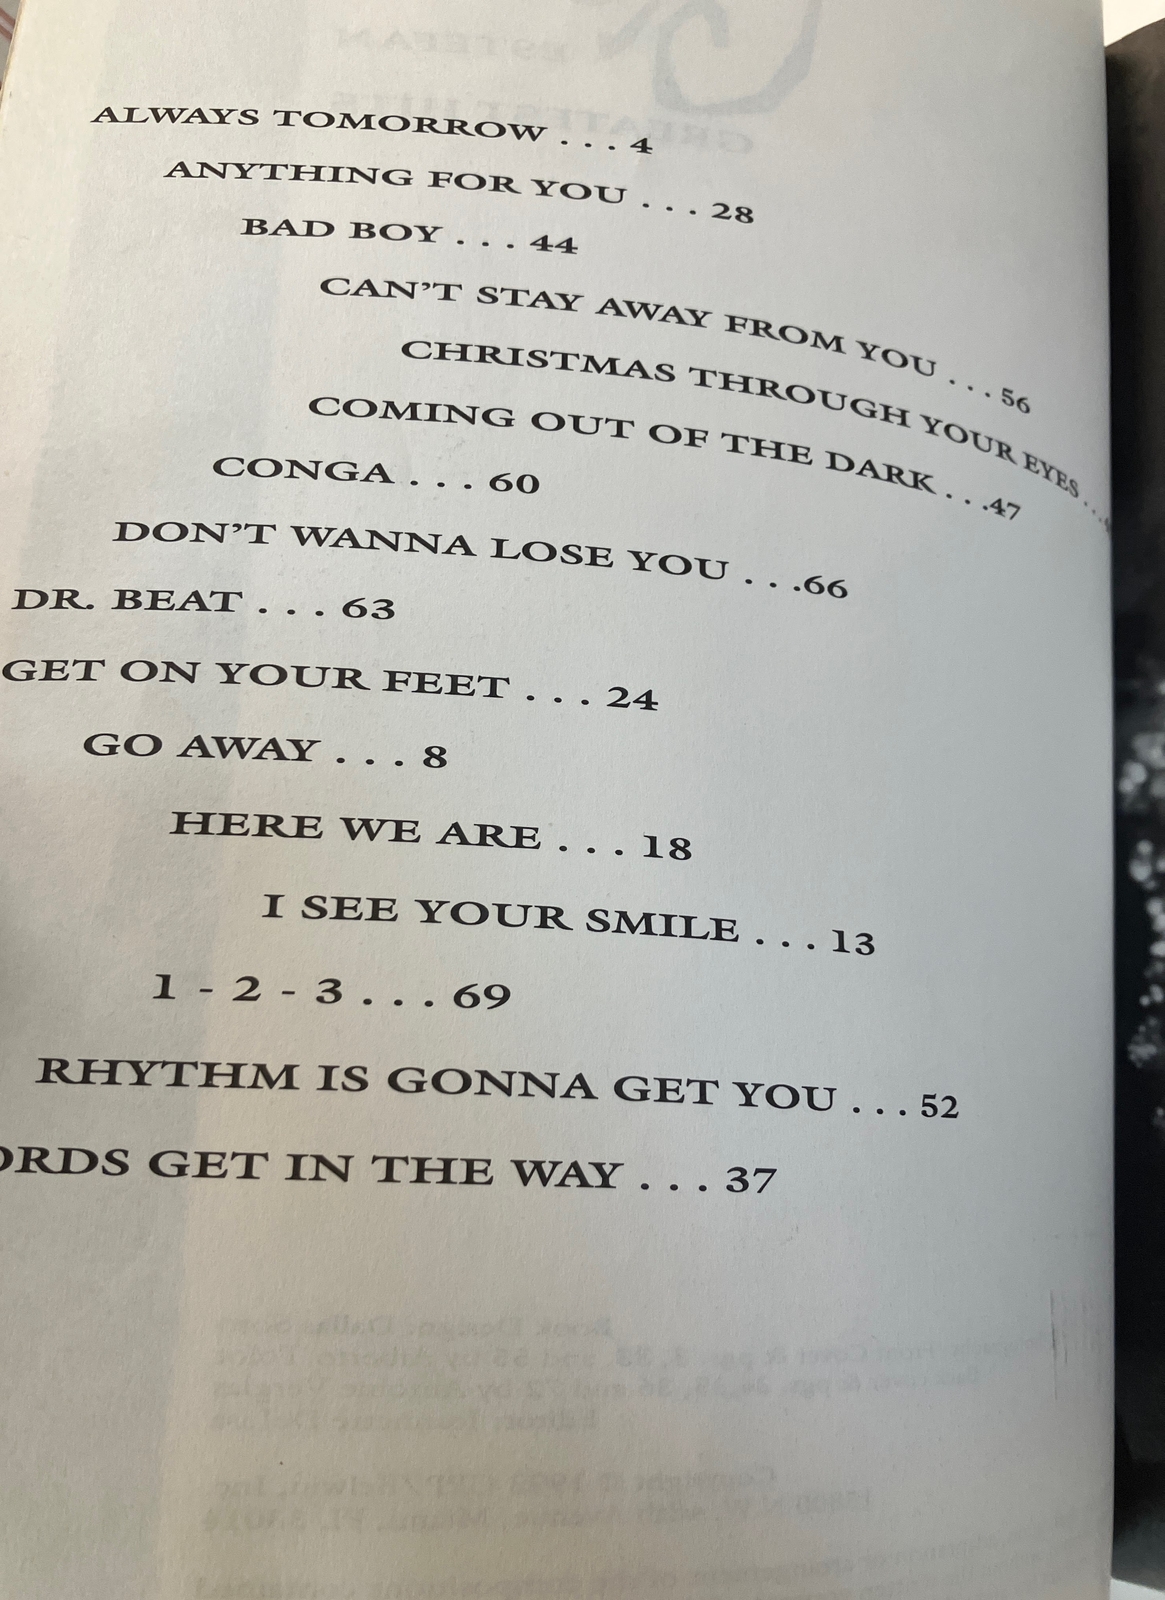 ALWAYS TOMORROW . . . 4
ANYTHING FOR YOU . . . 28
BAD BOY . . . 44
CAN'T STAY AWAY FROM YOU . . . 56
CHRISTMAS THROUGH YOUR EYES . . .
COMING OUT OF THE DARK . . .47
CONGA . . . 60
DON'T WANNA LOSE YOU . . .66
DR. BEAT . . . 63
GET ON YOUR FEET . . . 24
GO AWAY . . . 8
HERE WE ARE . . . 18
I SEE YOUR SMILE . . . 13
1 - 2 - 3 . . . 69
RHYTHM IS GONNA GET YOU . . . 52
ORDS GET IN THE WAY . . . 37